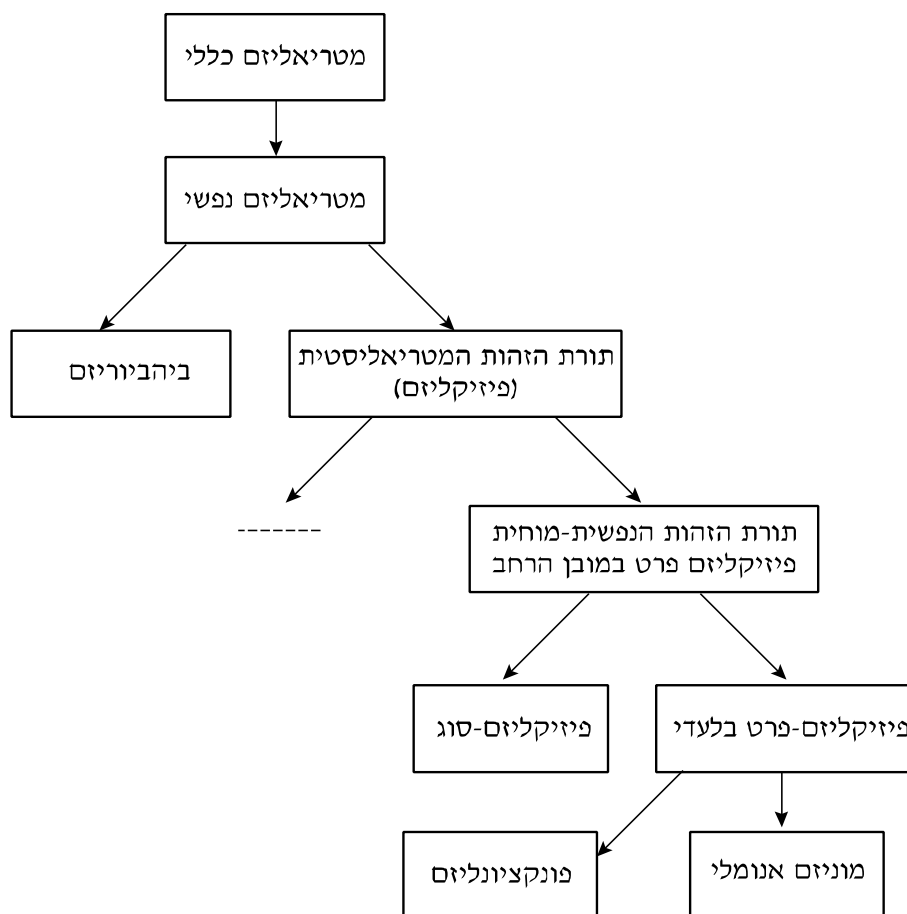 מטריאליזם כללי
מטריאליזם נפשי
תורת הזהות המטריאליסטית
(פיזיקליזם)
ביהביוריזם
תורת הזהות הנפשית-מוחית
פיזיקליזם פרט במובן הרחב
-------
פיזיקליזם-פרט בלעדי
פיזיקליזם-סוג
מוניזם אנומלי
פונקציונליזם